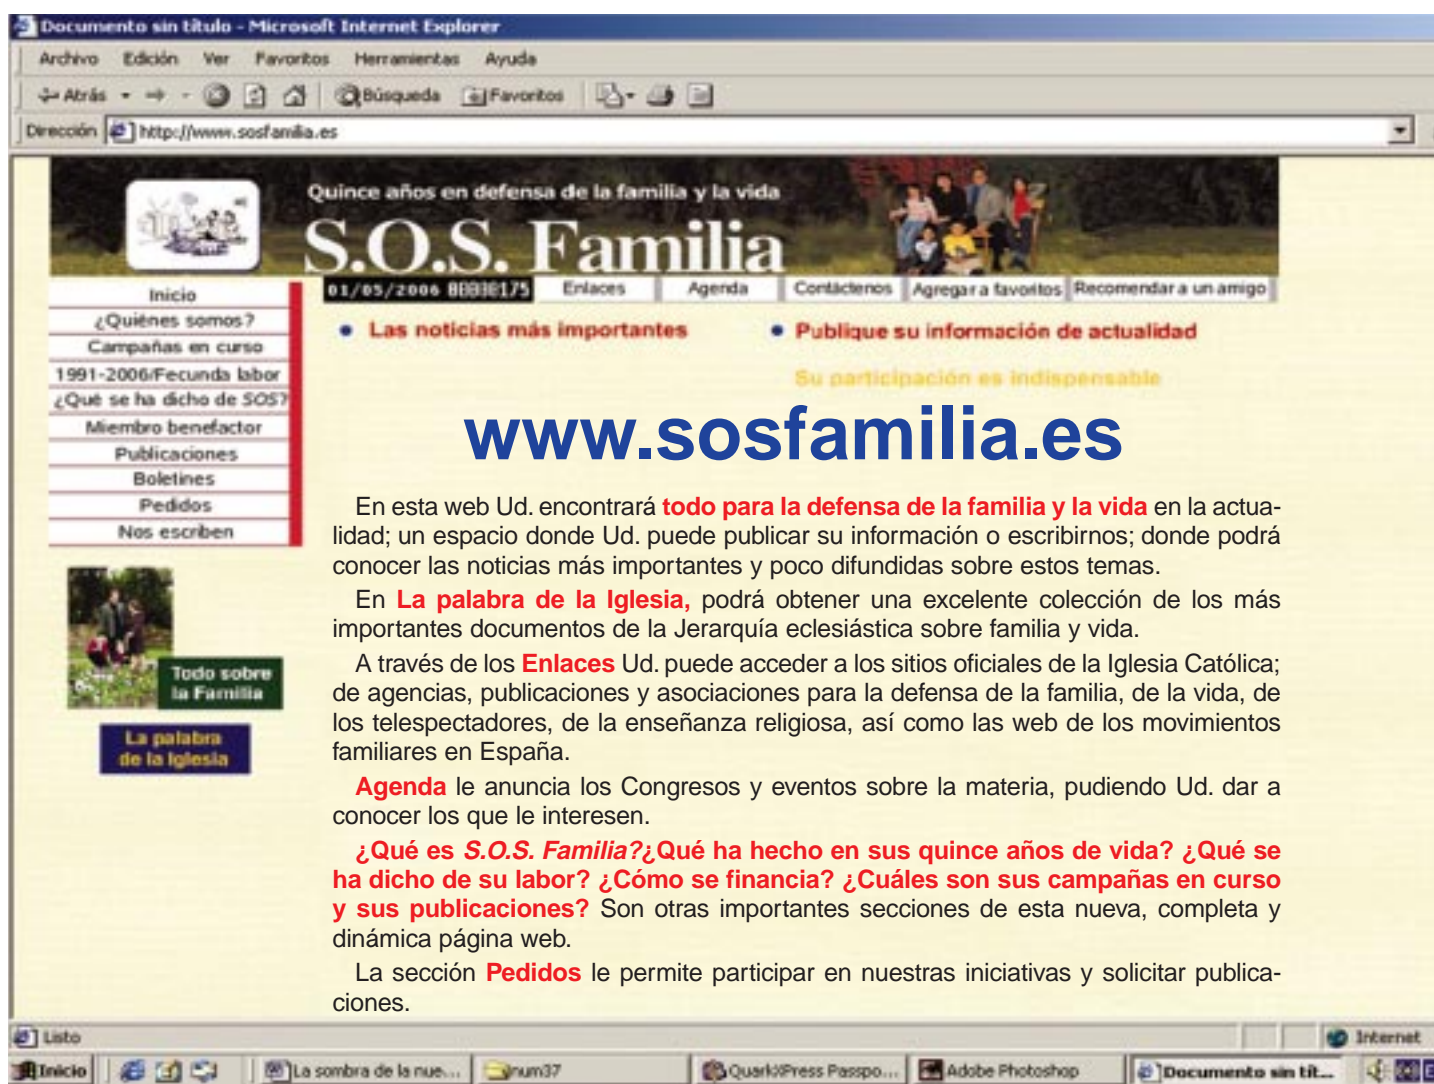 Documento sin título - Microsoft Internet Explorer
Archivo Edición Ver Favoritos Herramientas Ayuda
Atrás Búsqueda Favoritos
Dirección http://www.sosfamilia.es
Quince años en defensa de la familia y la vida
S.O.S. Familia
01/05/2006 Enlaces Agenda Contáctenos Agregar a favoritos Recomendar a un amigo
Inicio
¿Quiénes somos?
Campañas en curso
1991-2006/Fecunda labor
¿Qué se ha dicho de SOS?
Miembro benefactor
Publicaciones
Boletines
Pedidos
Nos escriben
Todo sobre
la Familia
La palabra
de la Iglesia
• Las noticias más importantes
• Publique su información de actualidad
Su participación es indispensable
www.sosfamilia.es
En esta web Ud. encontrará todo para la defensa de la familia y la vida en la actua-
lidad; un espacio donde Ud. puede publicar su información o escribirnos; donde podrá
conocer las noticias más importantes y poco difundidas sobre estos temas.
En La palabra de la Iglesia, podrá obtener una excelente colección de los más
importantes documentos de la Jerarquía eclesiástica sobre familia y vida.
A través de los Enlaces Ud. puede acceder a los sitios oficiales de la Iglesia Católica;
de agencias, publicaciones y asociaciones para la defensa de la familia, de la vida, de
los telespectadores, de la enseñanza religiosa, así como las web de los movimientos
familiares en España.
Agenda le anuncia los Congresos y eventos sobre la materia, pudiendo Ud. dar a
conocer los que le interesen.
¿Qué es S.O.S. Familia?¿Qué ha hecho en sus quince años de vida? ¿Qué se
ha dicho de su labor? ¿Cómo se financia? ¿Cuáles son sus campañas en curso
y sus publicaciones? Son otras importantes secciones de esta nueva, completa y
dinámica página web.
La sección Pedidos le permite participar en nuestras iniciativas y solicitar publica-
ciones.
Listo Internet
Inicio La sombra de la nue... num37 QuarkXPress Passpo... Adobe Photoshop Documento sin tít...